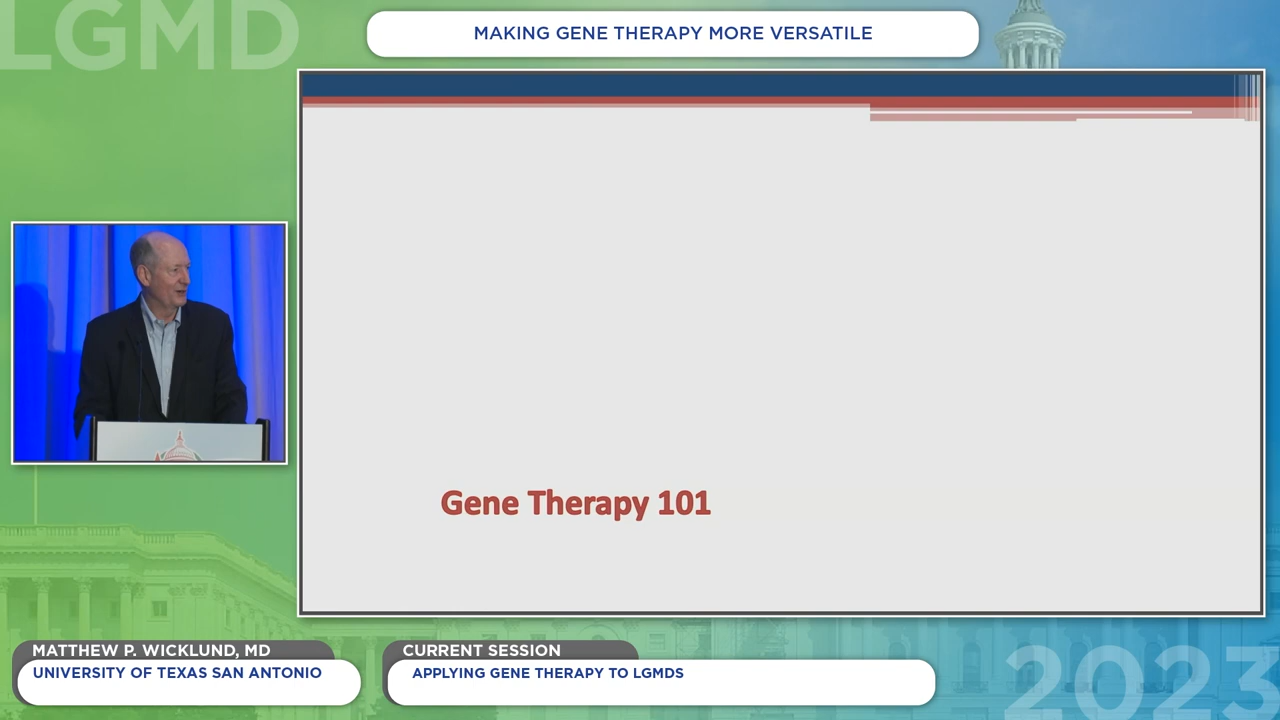 LGMD
MAKING GENE THERAPY MORE VERSATILE
Gene Therapy 101
MATTHEW P. WICKLUND, MD
UNIVERSITY OF TEXAS SAN ANTONIO
CURRENT SESSION
APPLYING GENE THERAPY TO LGMDS
2023